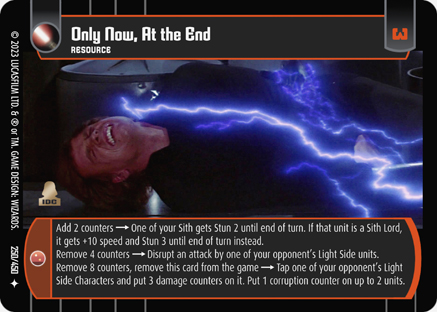 Only Now, At the End
RESOURCE
IDC
Add 2 counters → One of your Sith gets Stun 2 until end of turn. If that unit is a Sith Lord,
it gets +10 speed and Stun 3 until end of turn instead.
Remove 4 counters → Disrupt an attack by one of your opponent's Light Side units.
Remove 8 counters, remove this card from the game → Tap one of your opponent's Light
Side Characters and put 3 damage counters on it. Put 1 corruption counter on up to 2 units.
© 2023 LUCASFILM LTD. & ® or TM. GAME DESIGN: WIZARDS.